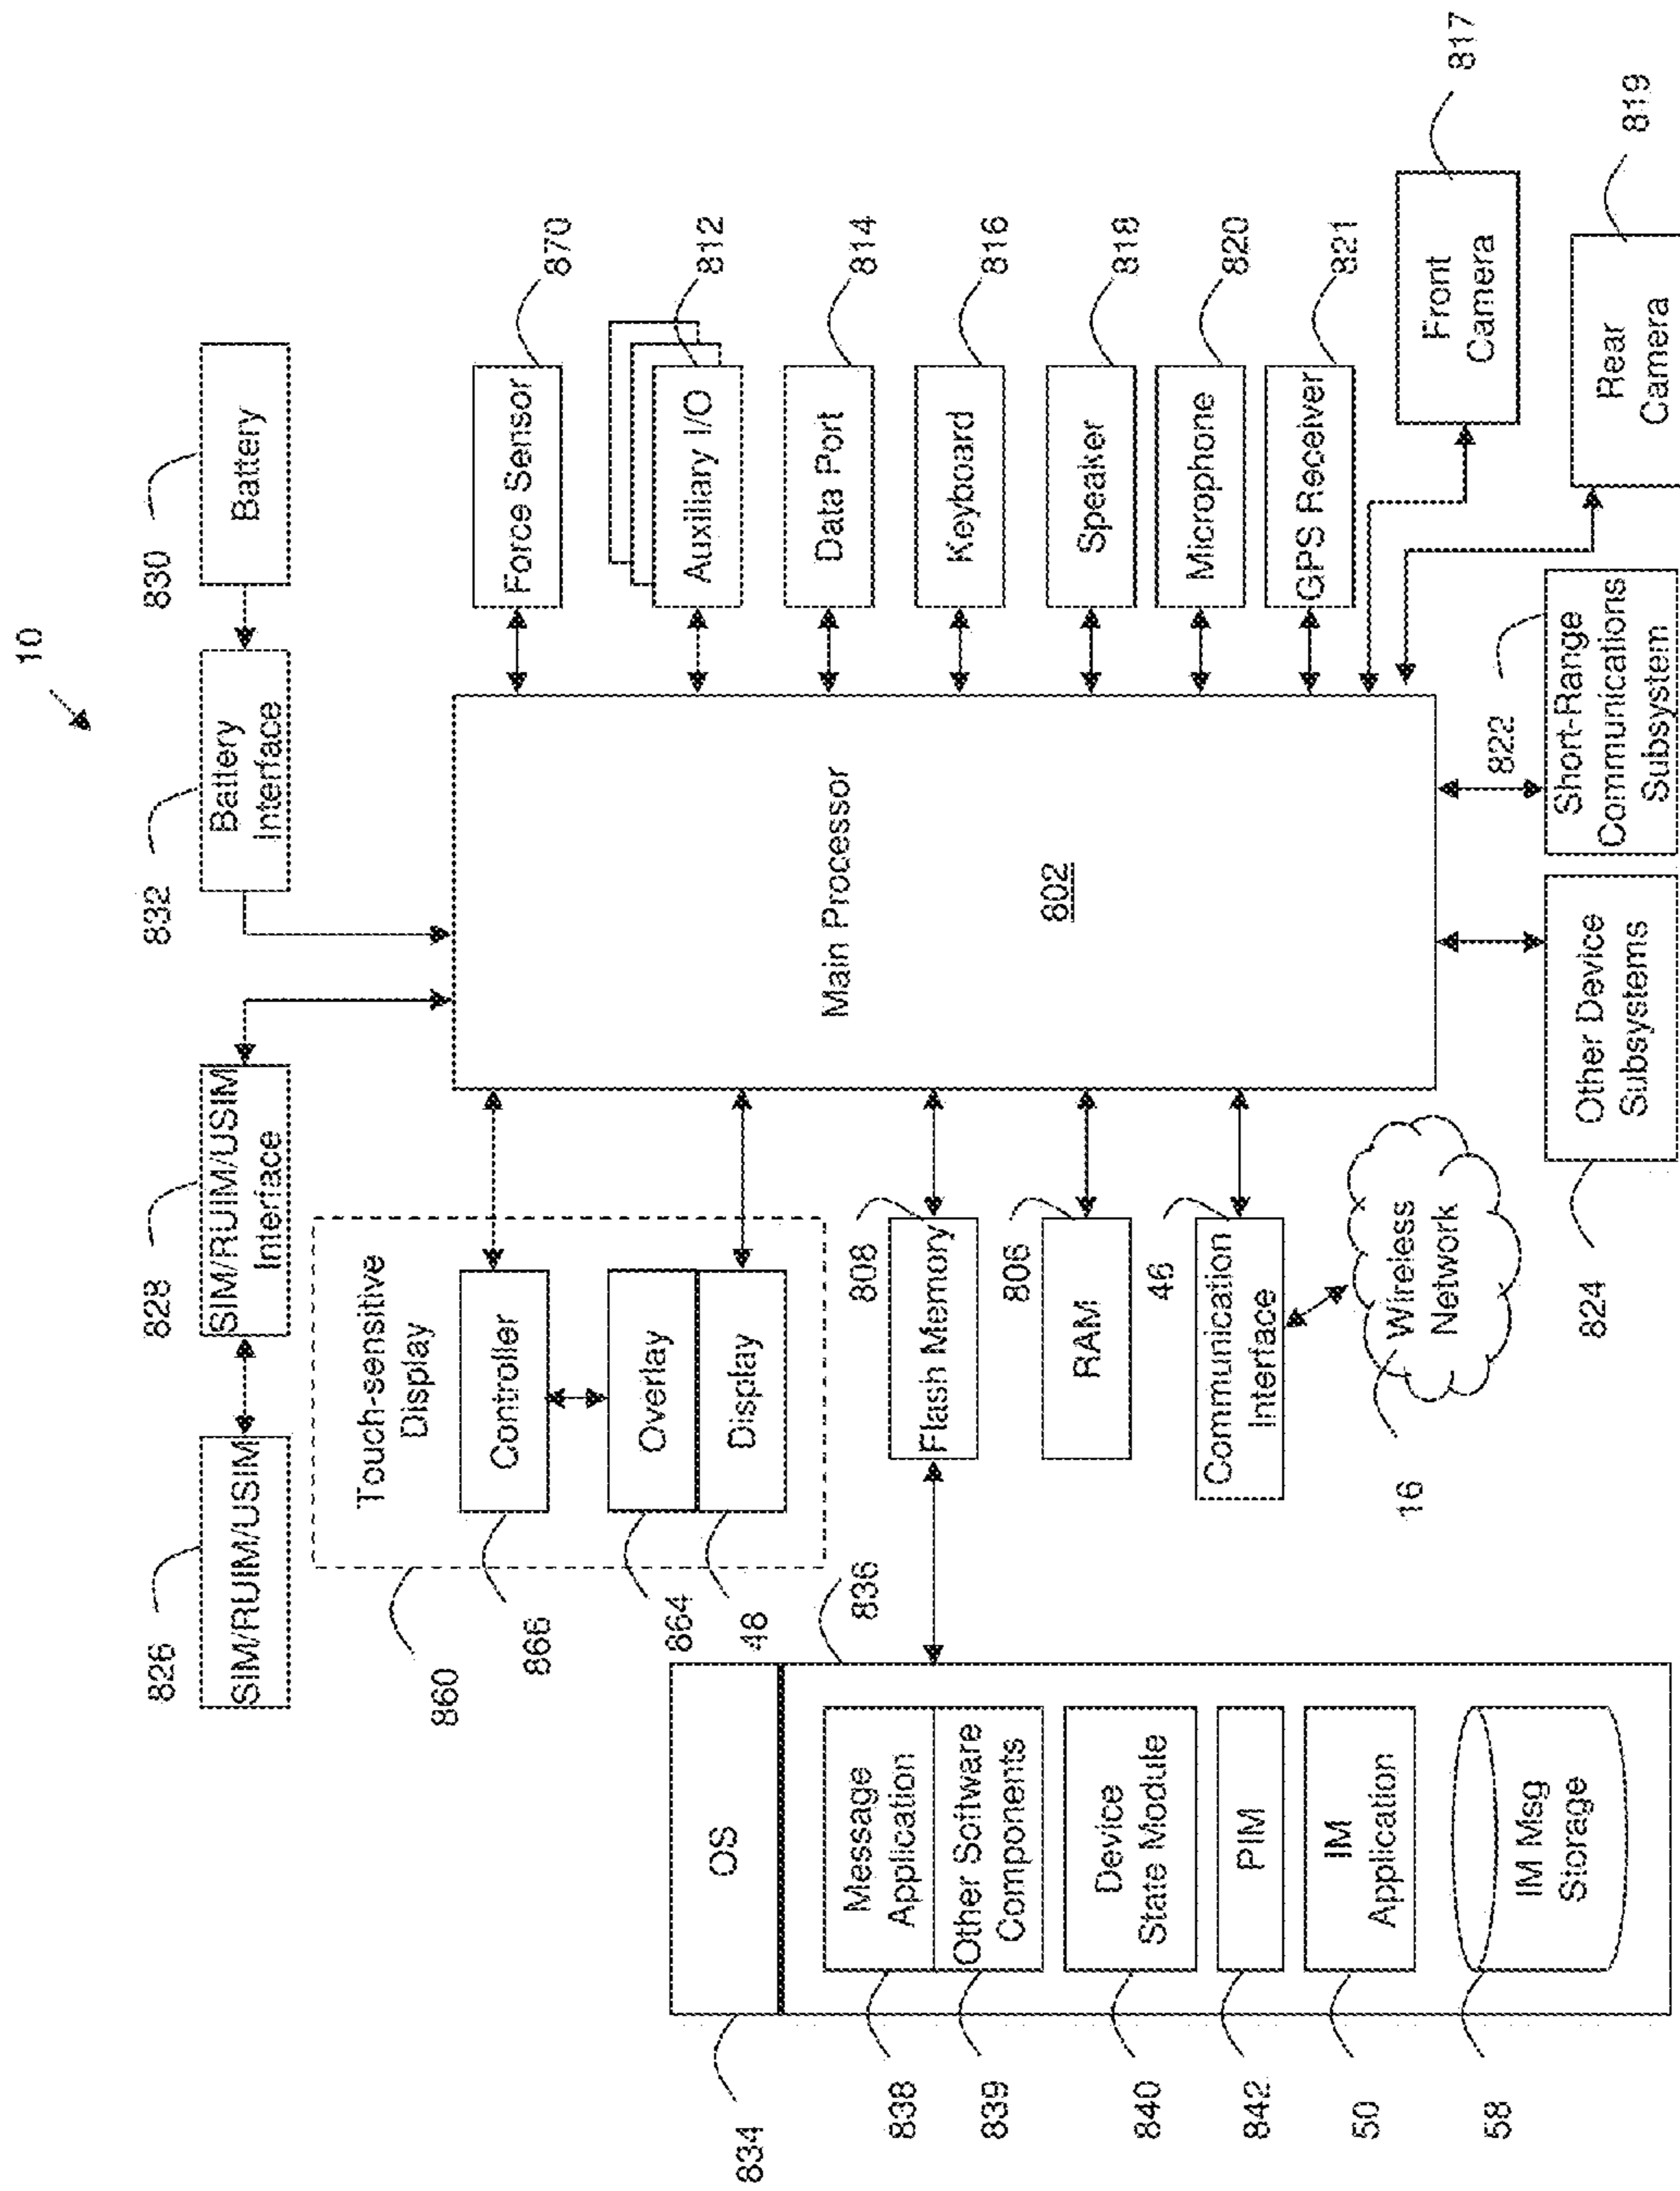 10
826
SIM/RUIM/USIM
828
SIM/RUIM/USIM
Interface
832
Battery
Interface
830
Battery
860
Touch-sensitive
Display
866
Controller
864
Overlay
48
Display
Main Processor
802
Force Sensor
870
Auxiliary I/O
812
Data Port
814
Keyboard
816
Speaker
818
Microphone
820
GPS Receiver
821
Front
Camera
817
Rear
Camera
819
808
Flash Memory
806
RAM
46
Communication
Interface
16
Wireless
Network
824
Other Device
Subsystems
822
Short-Range
Communications
Subsystem
834
OS
836
838
Message
Application
839
Other Software
Components
840
Device
State Module
842
PIM
50
IM
Application
58
IM Msg
Storage